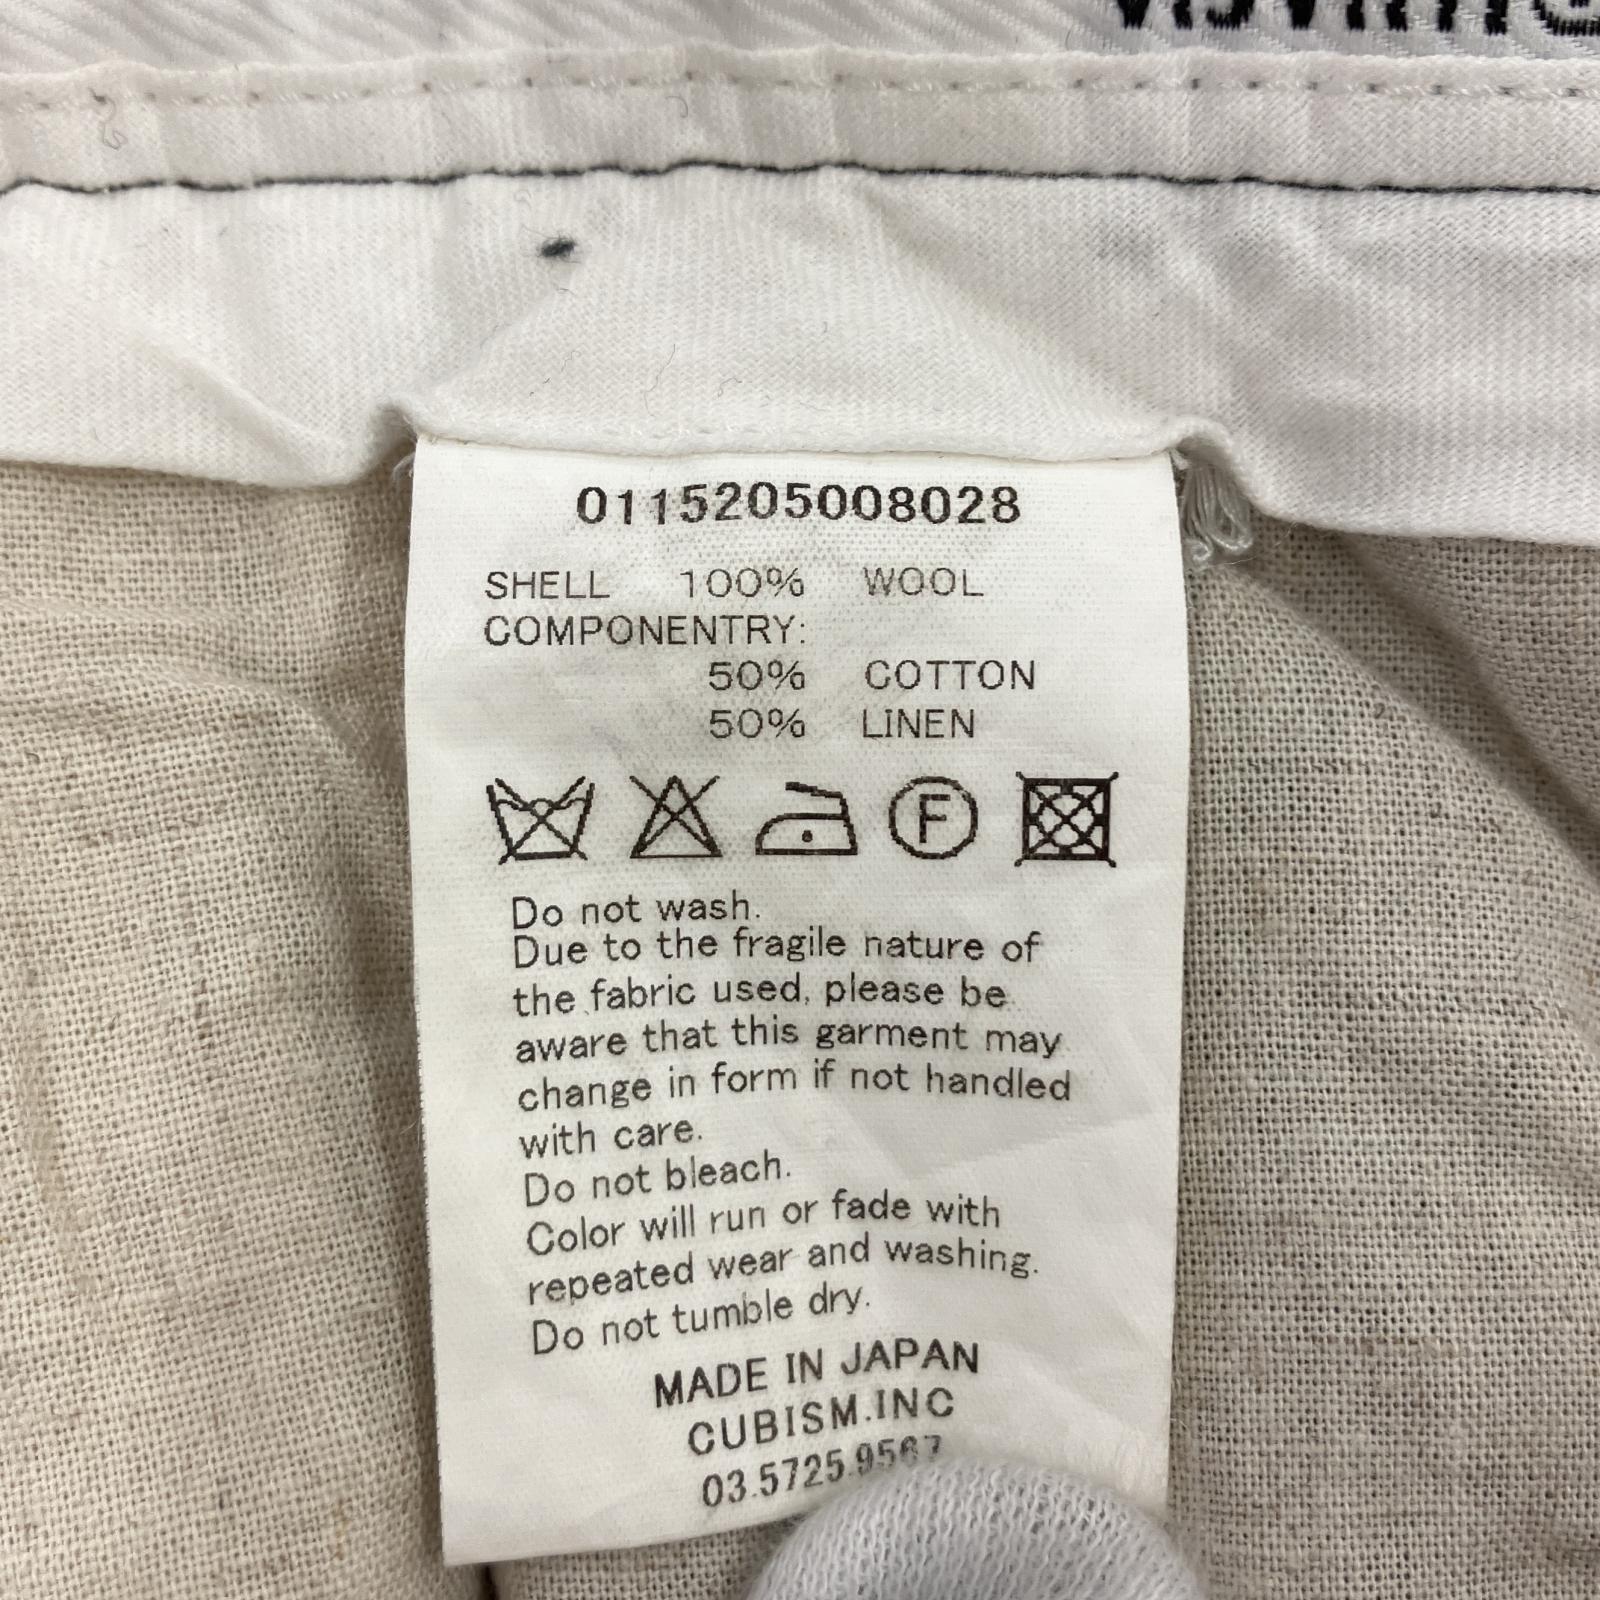 0115205008028
SHELL 100% WOOL
COMPONENTRY:
50% COTTON
50% LINEN
F
Do not wash.
Due to the fragile nature of
the fabric used, please be
aware that this garment may
change in form if not handled
with care.
Do not bleach.
Color will run or fade with
repeated wear and washing.
Do not tumble dry.
MADE IN JAPAN
CUBISM.INC
03.5725.9567